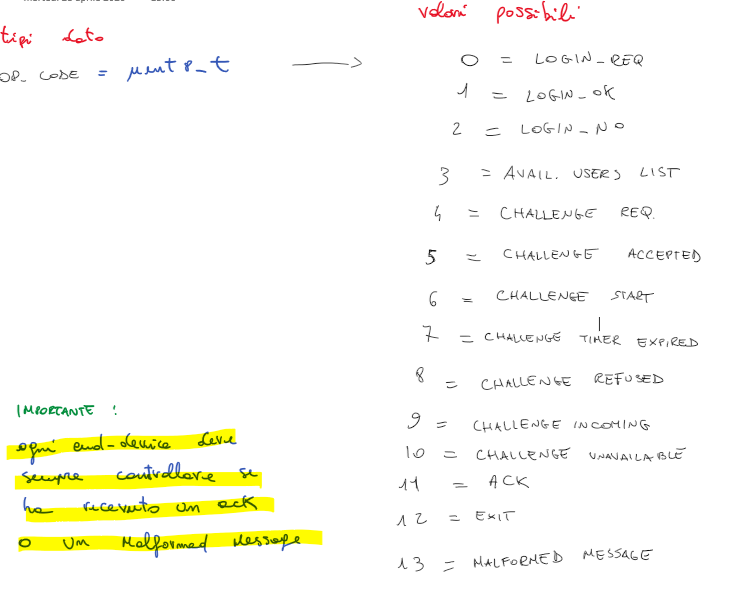 valori possibili
tipi dato
OP_CODE = uint8_t
0 = LOGIN_REQ
1 = LOGIN_OK
2 = LOGIN_NO
3 = AVAIL. USERS LIST
4 = CHALLENGE REQ.
5 = CHALLENGE ACCEPTED
6 = CHALLENGE START
7 = CHALLENGE TIMER EXPIRED
8 = CHALLENGE REFUSED
9 = CHALLENGE INCOMING
10 = CHALLENGE UNAVAILABLE
11 = ACK
12 = EXIT
13 = MALFORMED MESSAGE
IMPORTANTE :
ogni end-device deve
sempre controllare se
ha ricevuto un ack
o un Malformed Message